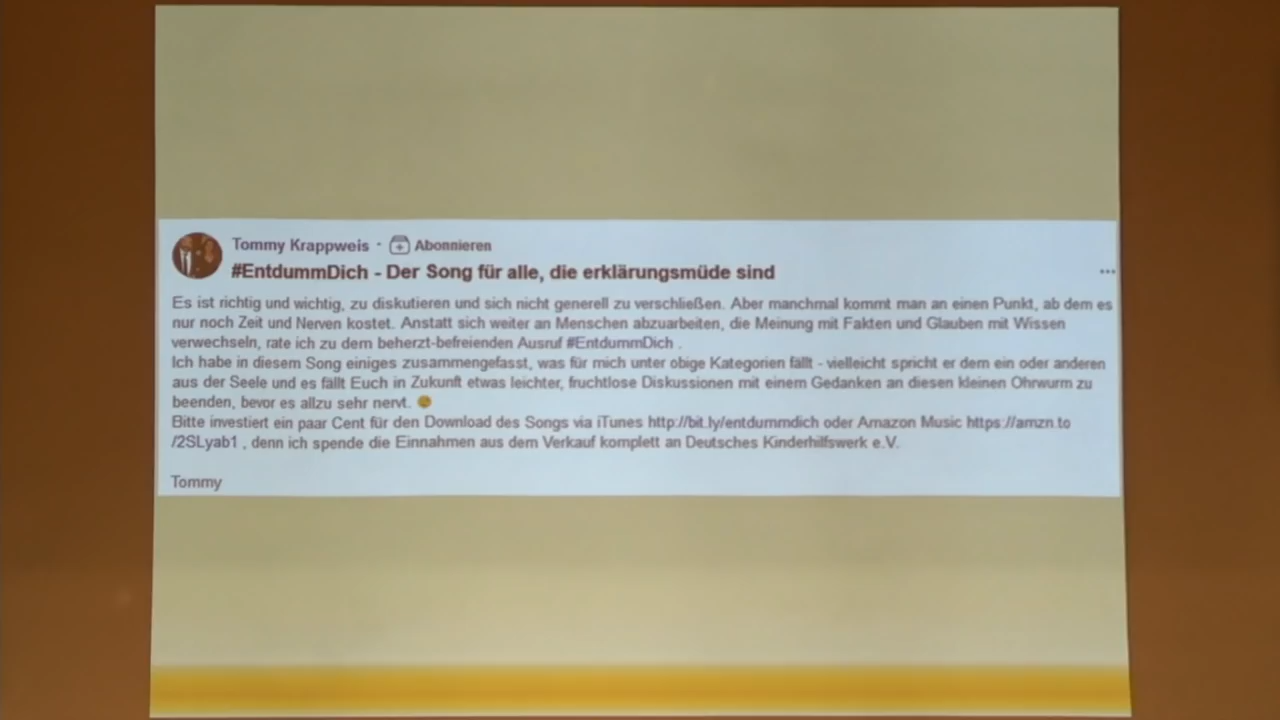 Tommy Krappweis · Abonnieren
#EntdummDich - Der Song für alle, die erklärungsmüde sind
Es ist richtig und wichtig, zu diskutieren und sich nicht generell zu verschließen. Aber manchmal kommt man an einen Punkt, ab dem es
nur noch Zeit und Nerven kostet. Anstatt sich weiter an Menschen abzuarbeiten, die Meinung mit Fakten und Glauben mit Wissen
verwechseln, rate ich zu dem beherzt-befreienden Ausruf #EntdummDich .
Ich habe in diesem Song einiges zusammengefasst, was für mich unter obige Kategorien fällt - vielleicht spricht er dem ein oder anderen
aus der Seele und es fällt Euch in Zukunft etwas leichter, fruchtlose Diskussionen mit einem Gedanken an diesen kleinen Ohrwurm zu
beenden, bevor es allzu sehr nervt. 😉
Bitte investiert ein paar Cent für den Download des Songs via iTunes http://bit.ly/entdummdich oder Amazon Music https://amzn.to
/2SLyab1 , denn ich spende die Einnahmen aus dem Verkauf komplett an Deutsches Kinderhilfswerk e.V.
Tommy